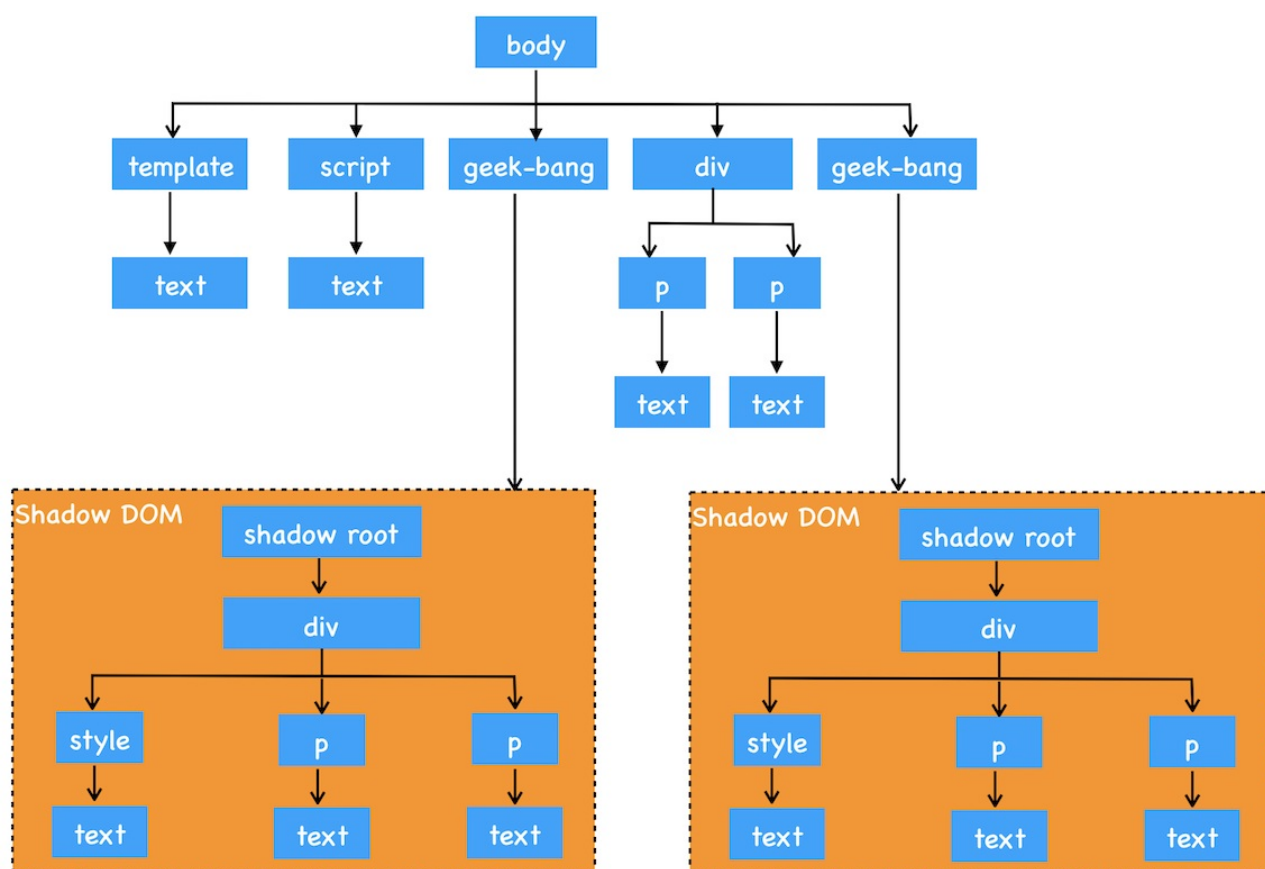 body
template
script
geek-bang
div
geek-bang
text
text
p
p
text
text
Shadow DOM
shadow root
div
style
p
p
text
text
text
Shadow DOM
shadow root
div
style
p
p
text
text
text